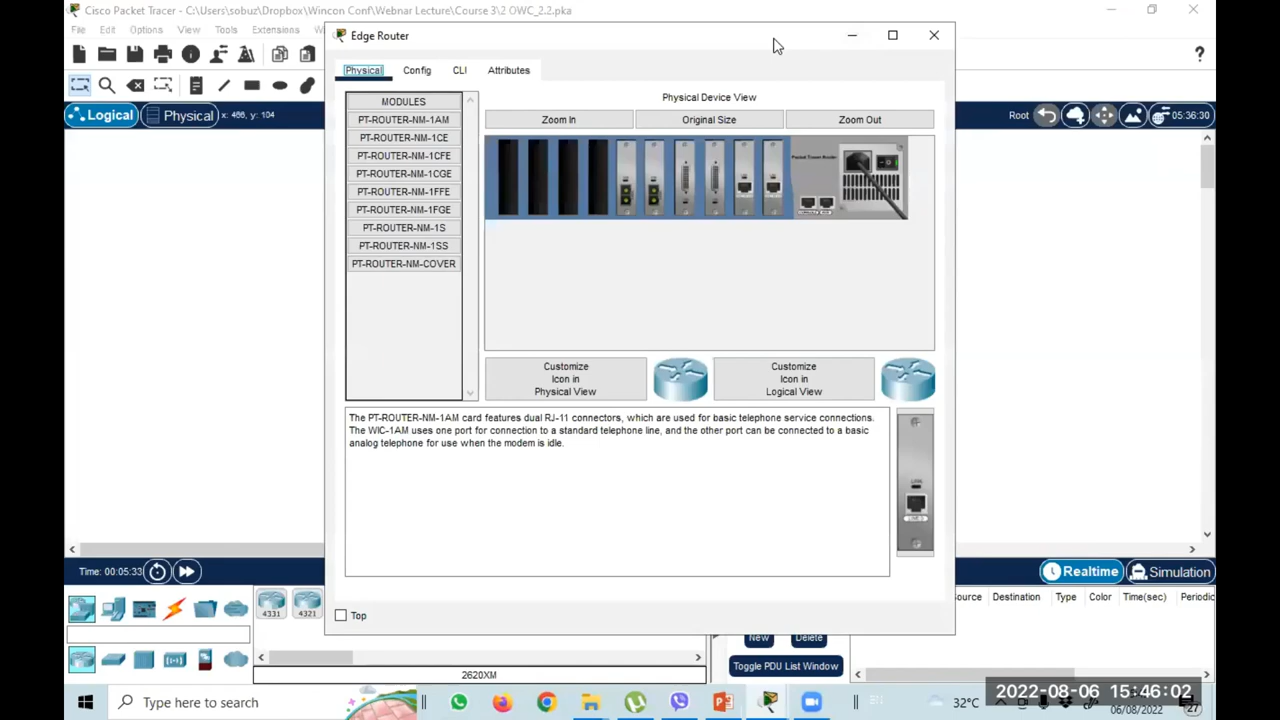 Cisco Packet Tracer - C:\Users\sobuz\Dropbox\Wincon Conf\Webnar Lecture\Course 3\2 OWC_2.2.pka
File Edit Options View Tools Extensions
Edge Router
Physical Config CLI Attributes
Logical Physical x: 466, y: 104
Root 05:36:30
MODULES
PT-ROUTER-NM-1AM
PT-ROUTER-NM-1CE
PT-ROUTER-NM-1CFE
PT-ROUTER-NM-1CGE
PT-ROUTER-NM-1FFE
PT-ROUTER-NM-1FGE
PT-ROUTER-NM-1S
PT-ROUTER-NM-1SS
PT-ROUTER-NM-COVER
Physical Device View
Zoom In Original Size Zoom Out
Packet Tracer Router
Customize
Icon in
Physical View
Customize
Icon in
Logical View
The PT-ROUTER-NM-1AM card features dual RJ-11 connectors, which are used for basic telephone service connections.
The WIC-1AM uses one port for connection to a standard telephone line, and the other port can be connected to a basic
analog telephone for use when the modem is idle.
Top
Time: 00:05:33
Realtime Simulation
4331 4321
2620XM
New Delete
Toggle PDU List Window
ource Destination Type Color Time(sec) Periodic
Type here to search
32°C
2022-08-06 15:46:02
06/08/2022
27